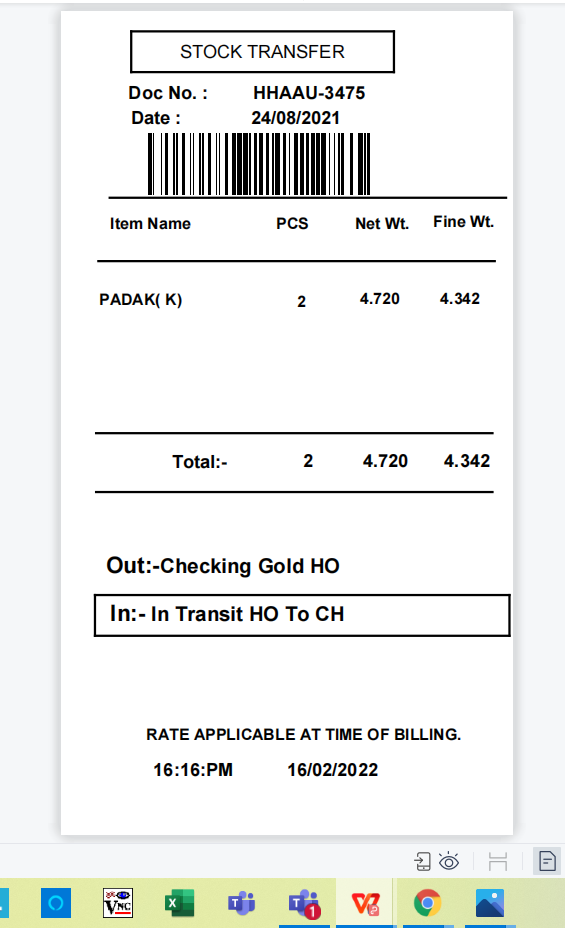 STOCK TRANSFER
Doc No. : HHAAU-3475
Date : 24/08/2021
Item Name PCS Net Wt. Fine Wt.
PADAK( K) 2 4.720 4.342
Total:- 2 4.720 4.342
Out:-Checking Gold HO
In:- In Transit HO To CH
RATE APPLICABLE AT TIME OF BILLING.
16:16:PM 16/02/2022
VNC
1